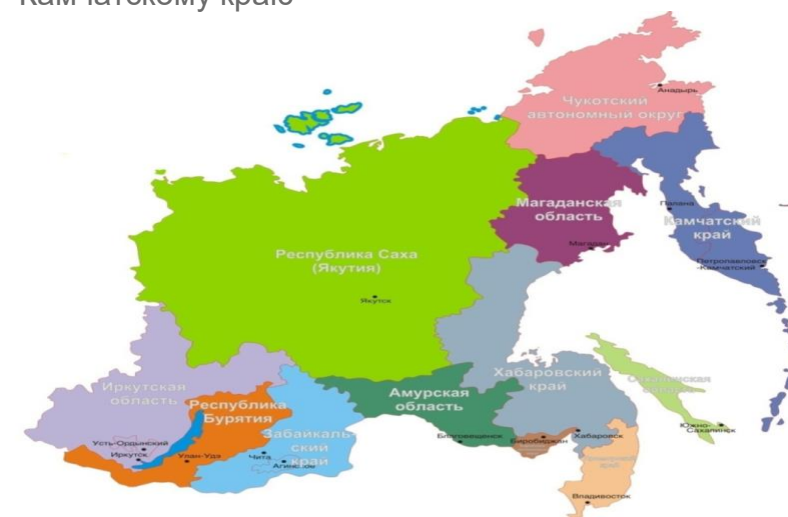 Камчатскому краю
Чукотский
автономный округ
Анадырь
Магаданская
область
Магадан
Палана
Камчатский
край
Петропавловск
-Камчатский
Республика Саха
(Якутия)
Якутск
Иркутская
область
Усть-Ордынский
Иркутск
Республика
Бурятия
Улан-Удэ
Забайкаль-
ский
край
Чита
Агинское
Амурская
область
Благовещенск
Хабаровский
край
Биробиджан
Хабаровск
Сахалинская
Южно-
Сахалинск
край
Владивосток